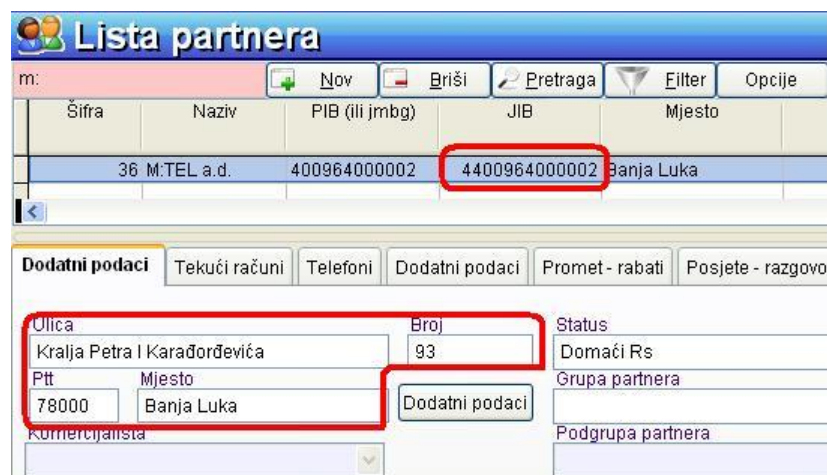 Lista partnera
m: Nov Briši Pretraga Filter Opcije
Šifra Naziv PIB (ili jmbg) JIB Mjesto
36 M:TEL a.d. 400964000002 4400964000002 Banja Luka
Dodatni podaci Tekući računi Telefoni Dodatni podaci Promet - rabati Posjete - razgovo
Ulica Broj Status
Kralja Petra I Karađorđevića 93 Domaći Rs
Ptt Mjesto Grupa partnera
78000 Banja Luka Dodatni podaci
Komercijalista Podgrupa partnera